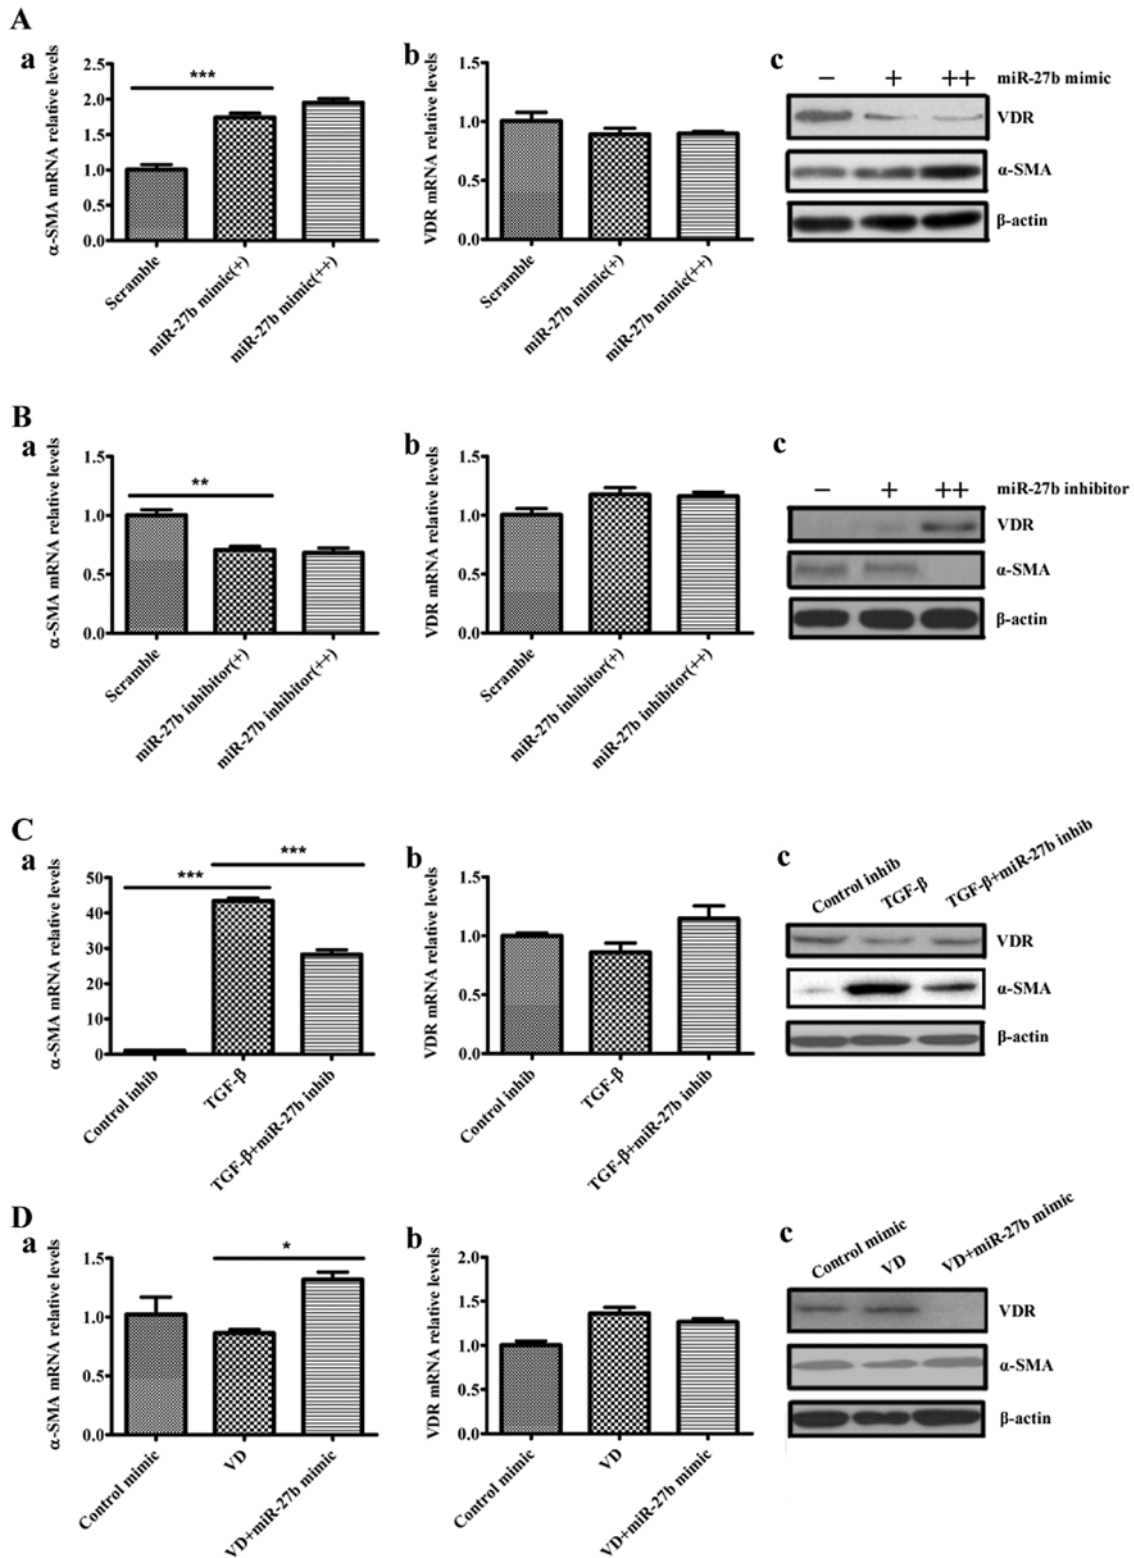 A
a
α-SMA mRNA relative levels
2.5
2.0
1.5
1.0
0.5
0.0
***
Scramble
miR-27b mimic(+)
miR-27b mimic(++)
b
VDR mRNA relative levels
1.5
1.0
0.5
0.0
Scramble
miR-27b mimic(+)
miR-27b mimic(++)
c
− + ++ miR-27b mimic
VDR
α-SMA
β-actin
B
a
α-SMA mRNA relative levels
1.5
1.0
0.5
0.0
**
Scramble
miR-27b inhibitor(+)
miR-27b inhibitor(++)
b
VDR mRNA relative levels
1.5
1.0
0.5
0.0
Scramble
miR-27b inhibitor(+)
miR-27b inhibitor(++)
c
− + ++ miR-27b inhibitor
VDR
α-SMA
β-actin
C
a
α-SMA mRNA relative levels
50
40
30
20
10
0
***
***
Control inhib
TGF-β
TGF-β+miR-27b inhib
b
VDR mRNA relative levels
1.5
1.0
0.5
0.0
Control inhib
TGF-β
TGF-β+miR-27b inhib
c
Control inhib
TGF-β
TGF-β+miR-27b inhib
VDR
α-SMA
β-actin
D
a
α-SMA mRNA relative levels
1.5
1.0
0.5
0.0
*
Control mimic
VD
VD+miR-27b mimic
b
VDR mRNA relative levels
2.0
1.5
1.0
0.5
0.0
Control mimic
VD
VD+miR-27b mimic
c
Control mimic
VD
VD+miR-27b mimic
VDR
α-SMA
β-actin